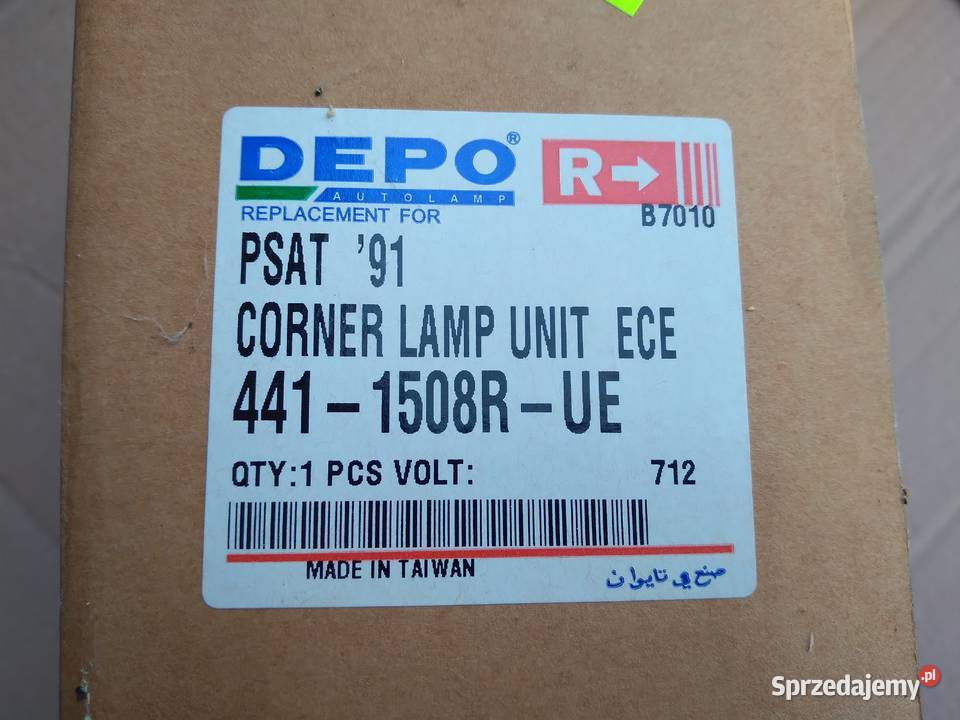 DEPO®
AUTOLAMP
R→
REPLACEMENT FOR
B7010
PSAT '91
CORNER LAMP UNIT ECE
441-1508R-UE
QTY:1 PCS VOLT:
712
MADE IN TAIWAN
صنع في تايوان
Sprzedajemy.pl